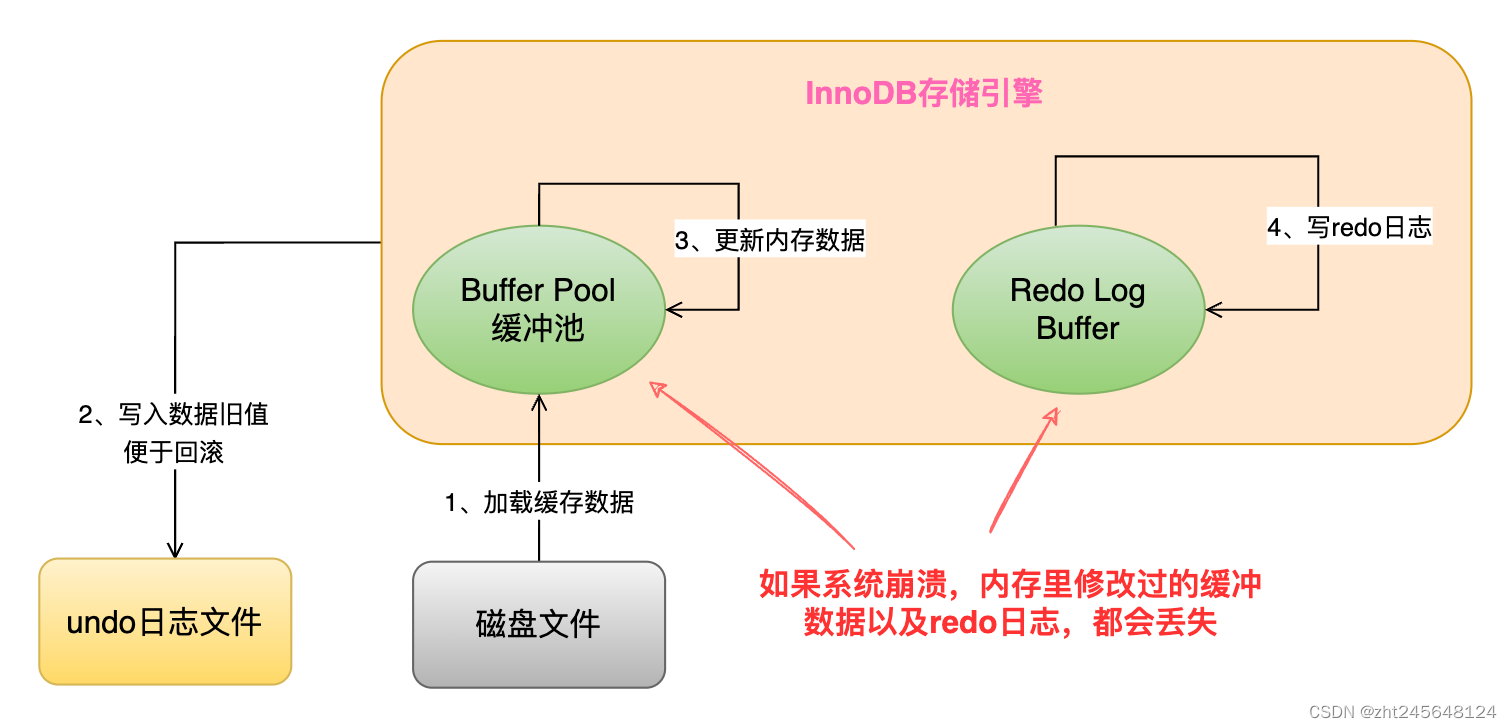 InnoDB存储引擎
3、更新内存数据
4、写redo日志
Buffer Pool
缓冲池
Redo Log
Buffer
2、写入数据旧值
便于回滚
1、加载缓存数据
如果系统崩溃，内存里修改过的缓冲
数据以及redo日志，都会丢失
undo日志文件
磁盘文件
CSDN @zht245648124